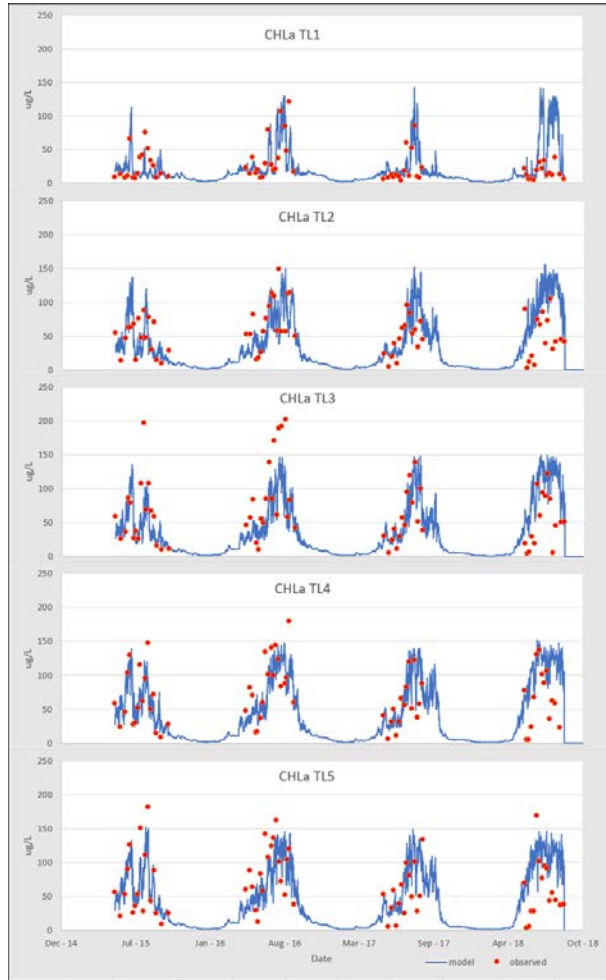 CHLa TL1
250
200
150
100
50
0
ug/L
CHLa TL2
250
200
150
100
50
0
ug/L
CHLa TL3
250
200
150
100
50
0
ug/L
CHLa TL4
250
200
150
100
50
0
ug/L
CHLa TL5
250
200
150
100
50
0
ug/L
Dec - 14 Jul - 15 Jan - 16 Aug - 16 Mar - 17 Sep - 17 Apr - 18 Oct - 18
Date
model observed